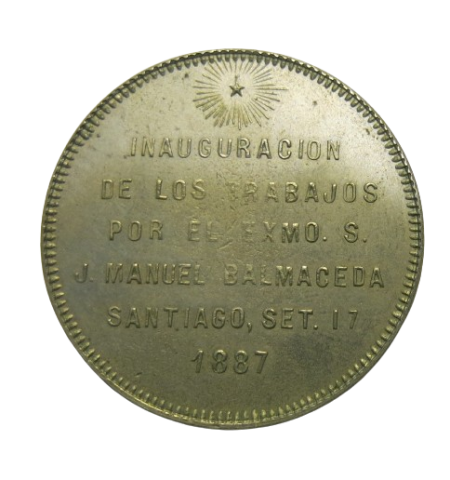 INAUGURACION
DE LOS TRABAJOS
POR EL EXMO. S.
J. MANUEL BALMACEDA
SANTIAGO, SET. 17
1887